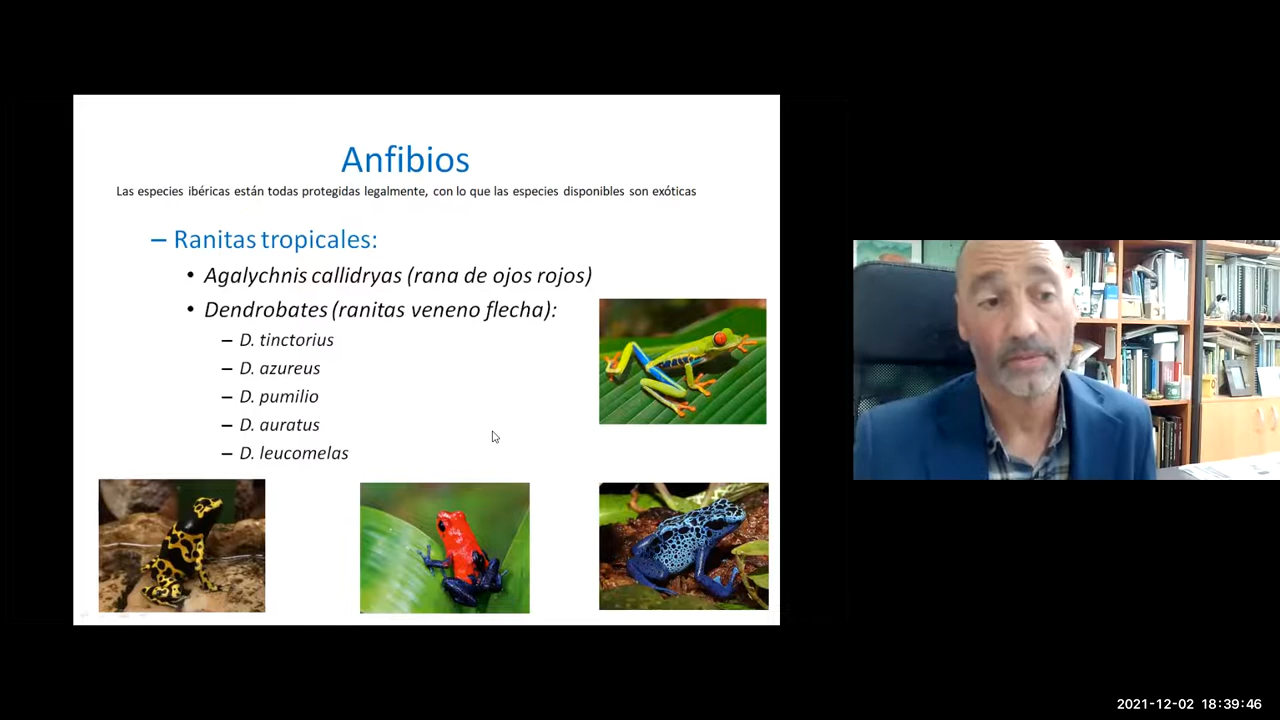 Anfibios
Las especies ibéricas están todas protegidas legalmente, con lo que las especies disponibles son exóticas
– Ranitas tropicales:
• Agalychnis callidryas (rana de ojos rojos)
• Dendrobates (ranitas veneno flecha):
– D. tinctorius
– D. azureus
– D. pumilio
– D. auratus
– D. leucomelas
2021-12-02 18:39:46